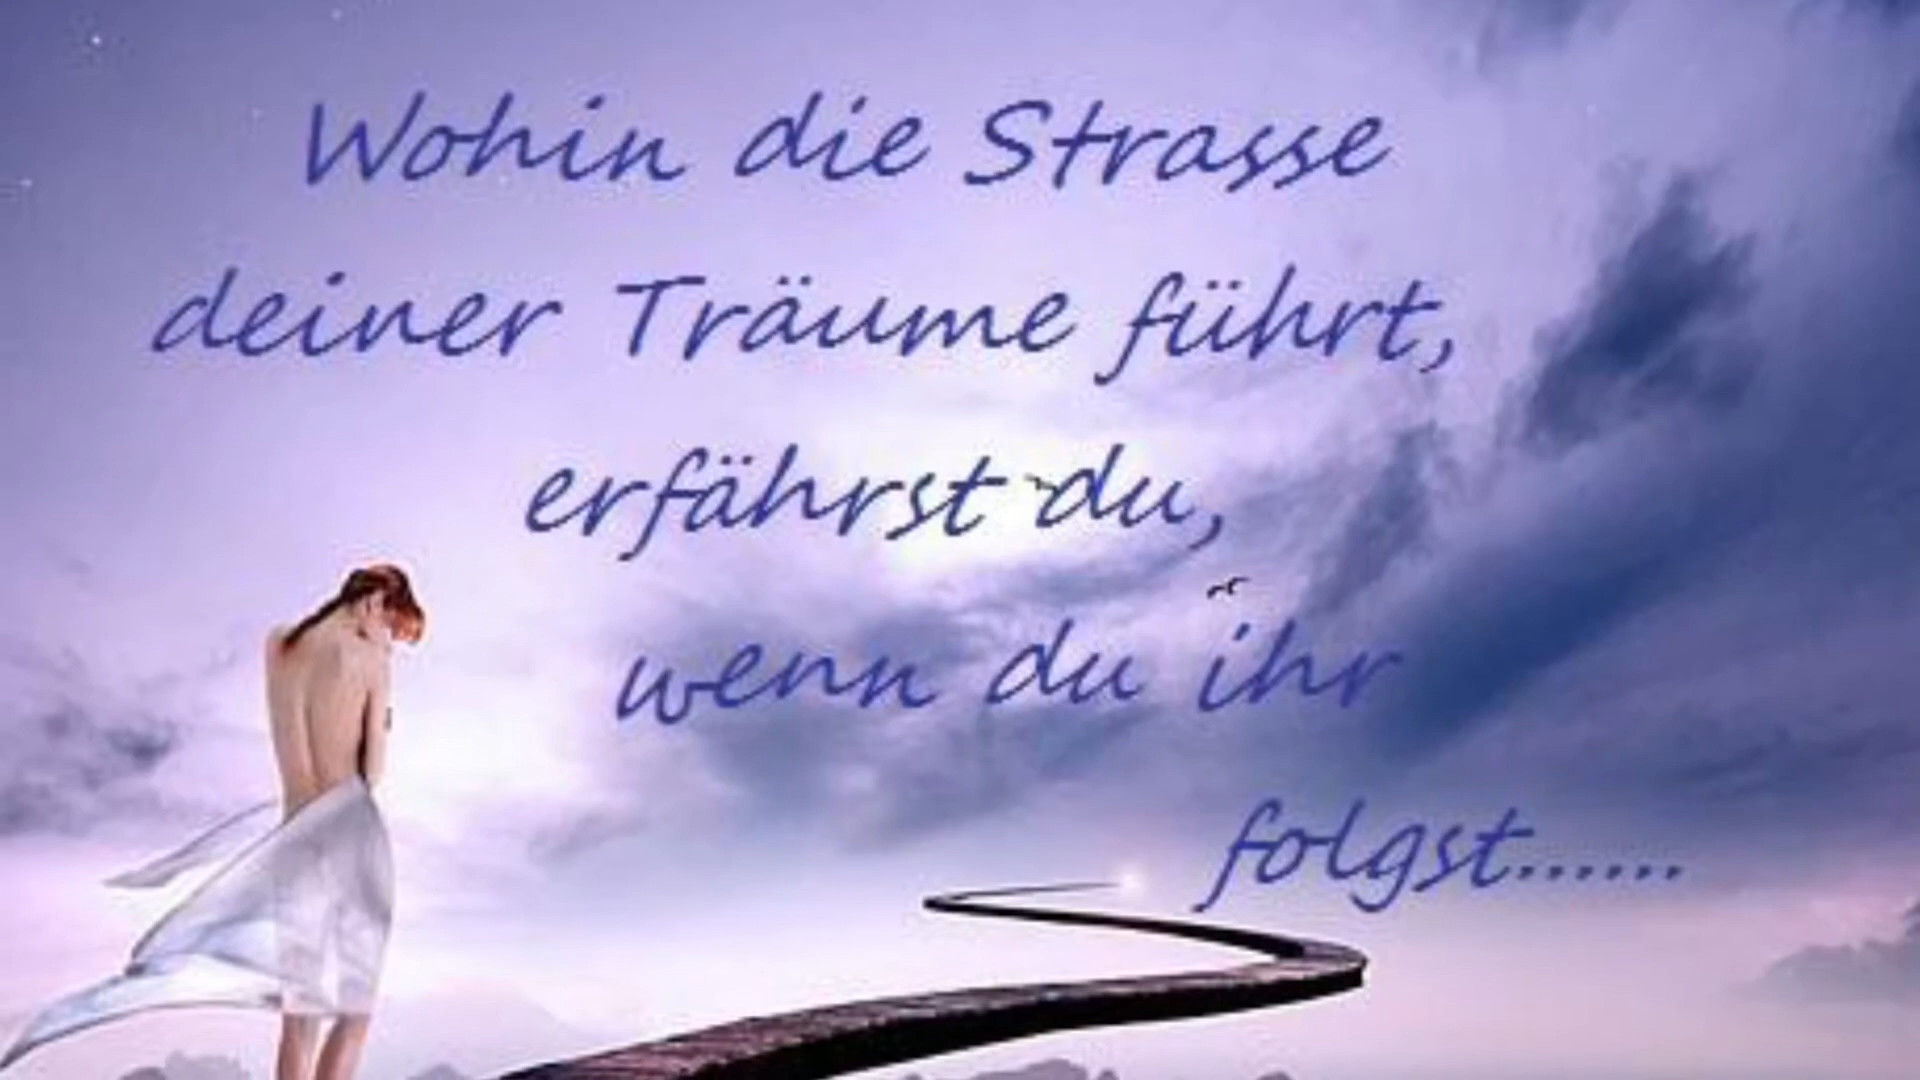 Wohin die Strasse
deiner Träume führt,
erfährst du,
wenn du ihr
folgst......